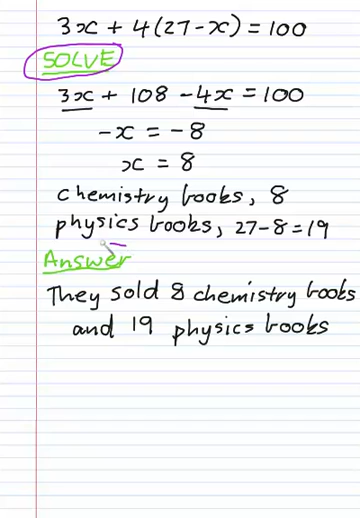 3x + 4(27 - x) = 100
SOLVE
3x + 108 - 4x = 100
-x = -8
x = 8
chemistry books, 8
physics books, 27-8=19
Answer
They sold 8 chemistry books
and 19 physics books